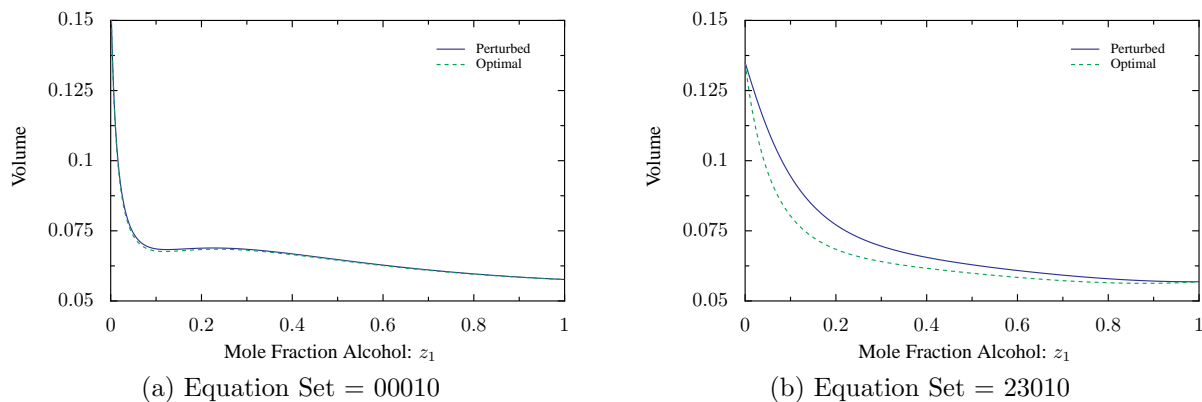 0.15
0.125
0.1
0.075
0.05
Volume
0
0.2
0.4
0.6
0.8
1
Mole Fraction Alcohol: z₁
Perturbed
Optimal
(a) Equation Set = 00010
0.15
0.125
0.1
0.075
0.05
Volume
0
0.2
0.4
0.6
0.8
1
Mole Fraction Alcohol: z₁
Perturbed
Optimal
(b) Equation Set = 23010